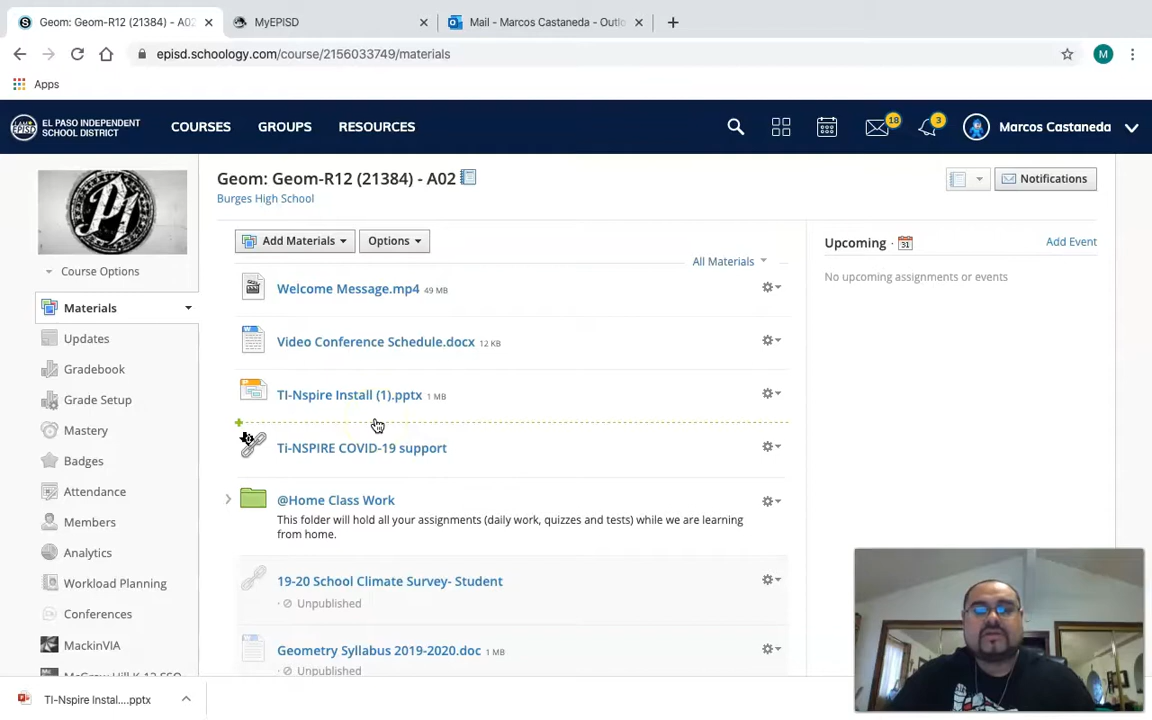 Geom: Geom-R12 (21384) - A02
MyEPISD
Mail - Marcos Castaneda - Outlo
episd.schoology.com/course/2156033749/materials
M
Apps
EL PASO INDEPENDENT
SCHOOL DISTRICT
COURSES
GROUPS
RESOURCES
18
3
Marcos Castaneda
Geom: Geom-R12 (21384) - A02
Burges High School
Notifications
Add Materials
Options
All Materials
Upcoming ·
31
Add Event
No upcoming assignments or events
Course Options
Materials
Updates
Gradebook
Grade Setup
Mastery
Badges
Attendance
Members
Analytics
Workload Planning
Conferences
MackinVIA
McGraw Hill K-12 SSO
Welcome Message.mp4 49 MB
Video Conference Schedule.docx 12 KB
TI-Nspire Install (1).pptx 1 MB
Ti-NSPIRE COVID-19 support
@Home Class Work
This folder will hold all your assignments (daily work, quizzes and tests) while we are learning
from home.
19-20 School Climate Survey- Student
· Unpublished
Geometry Syllabus 2019-2020.doc 1 MB
· Unpublished
TI-Nspire Instal....pptx